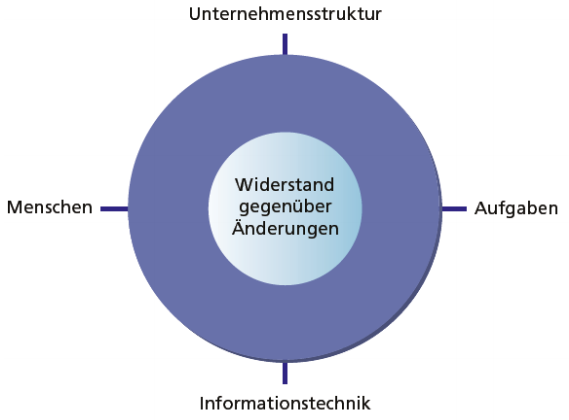 Unternehmensstruktur
Menschen
Widerstand
gegenüber
Änderungen
Aufgaben
Informationstechnik